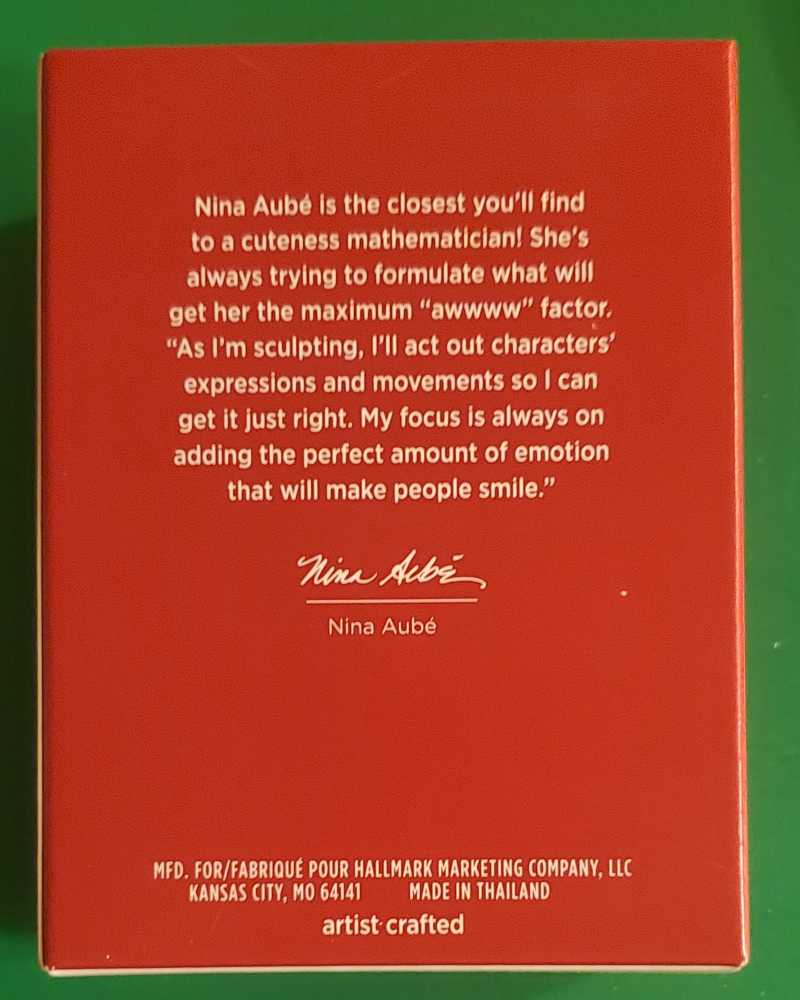 Nina Aubé is the closest you’ll find
to a cuteness mathematician! She’s
always trying to formulate what will
get her the maximum “awwww” factor.
“As I’m sculpting, I’ll act out characters’
expressions and movements so I can
get it just right. My focus is always on
adding the perfect amount of emotion
that will make people smile.”
Nina Aubé
Nina Aubé
MFD. FOR/FABRIQUÉ POUR HALLMARK MARKETING COMPANY, LLC
KANSAS CITY, MO 64141 MADE IN THAILAND
artist crafted